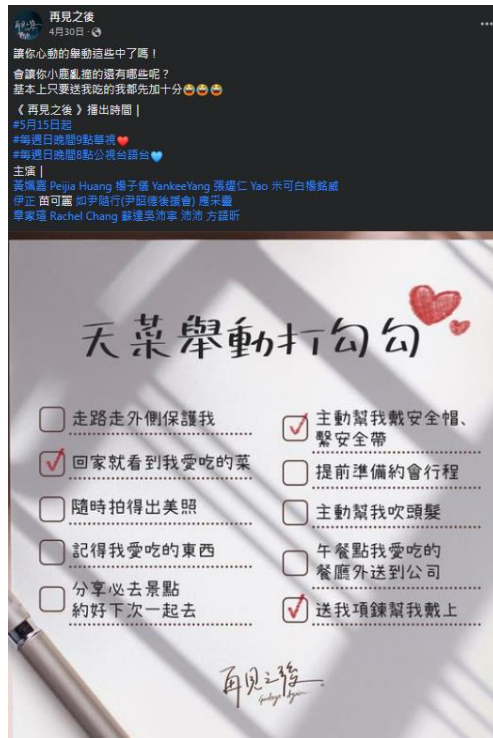 再見之後
4月30日
讓你心動的舉動這些中了嗎！
會讓你小鹿亂撞的還有哪些呢？
基本上只要送我吃的我都先加十分😂😂😂
《 再見之後 》播出時間 |
#5月15日起
#每週日晚間9點華視❤️
#每週日晚間8點公視台語台💙
主演 |
黃姵嘉 Peijia Huang 楊子儀 YankeeYang 張耀仁 Yao 米可白楊銘威
伊正 苗可麗 如尹隨行(尹昭德後援會) 應采靈
章家瑄 Rachel Chang 蘇達吳沛寧 沛沛 方語昕
天菜舉動打勾勾
走路走外側保護我
回家就看到我愛吃的菜
隨時拍得出美照
記得我愛吃的東西
分享必去景點
約好下次一起去
主動幫我戴安全帽、
繫安全帶
提前準備約會行程
主動幫我吹頭髮
午餐點我愛吃的
餐廳外送到公司
送我項鍊幫我戴上
再見之後